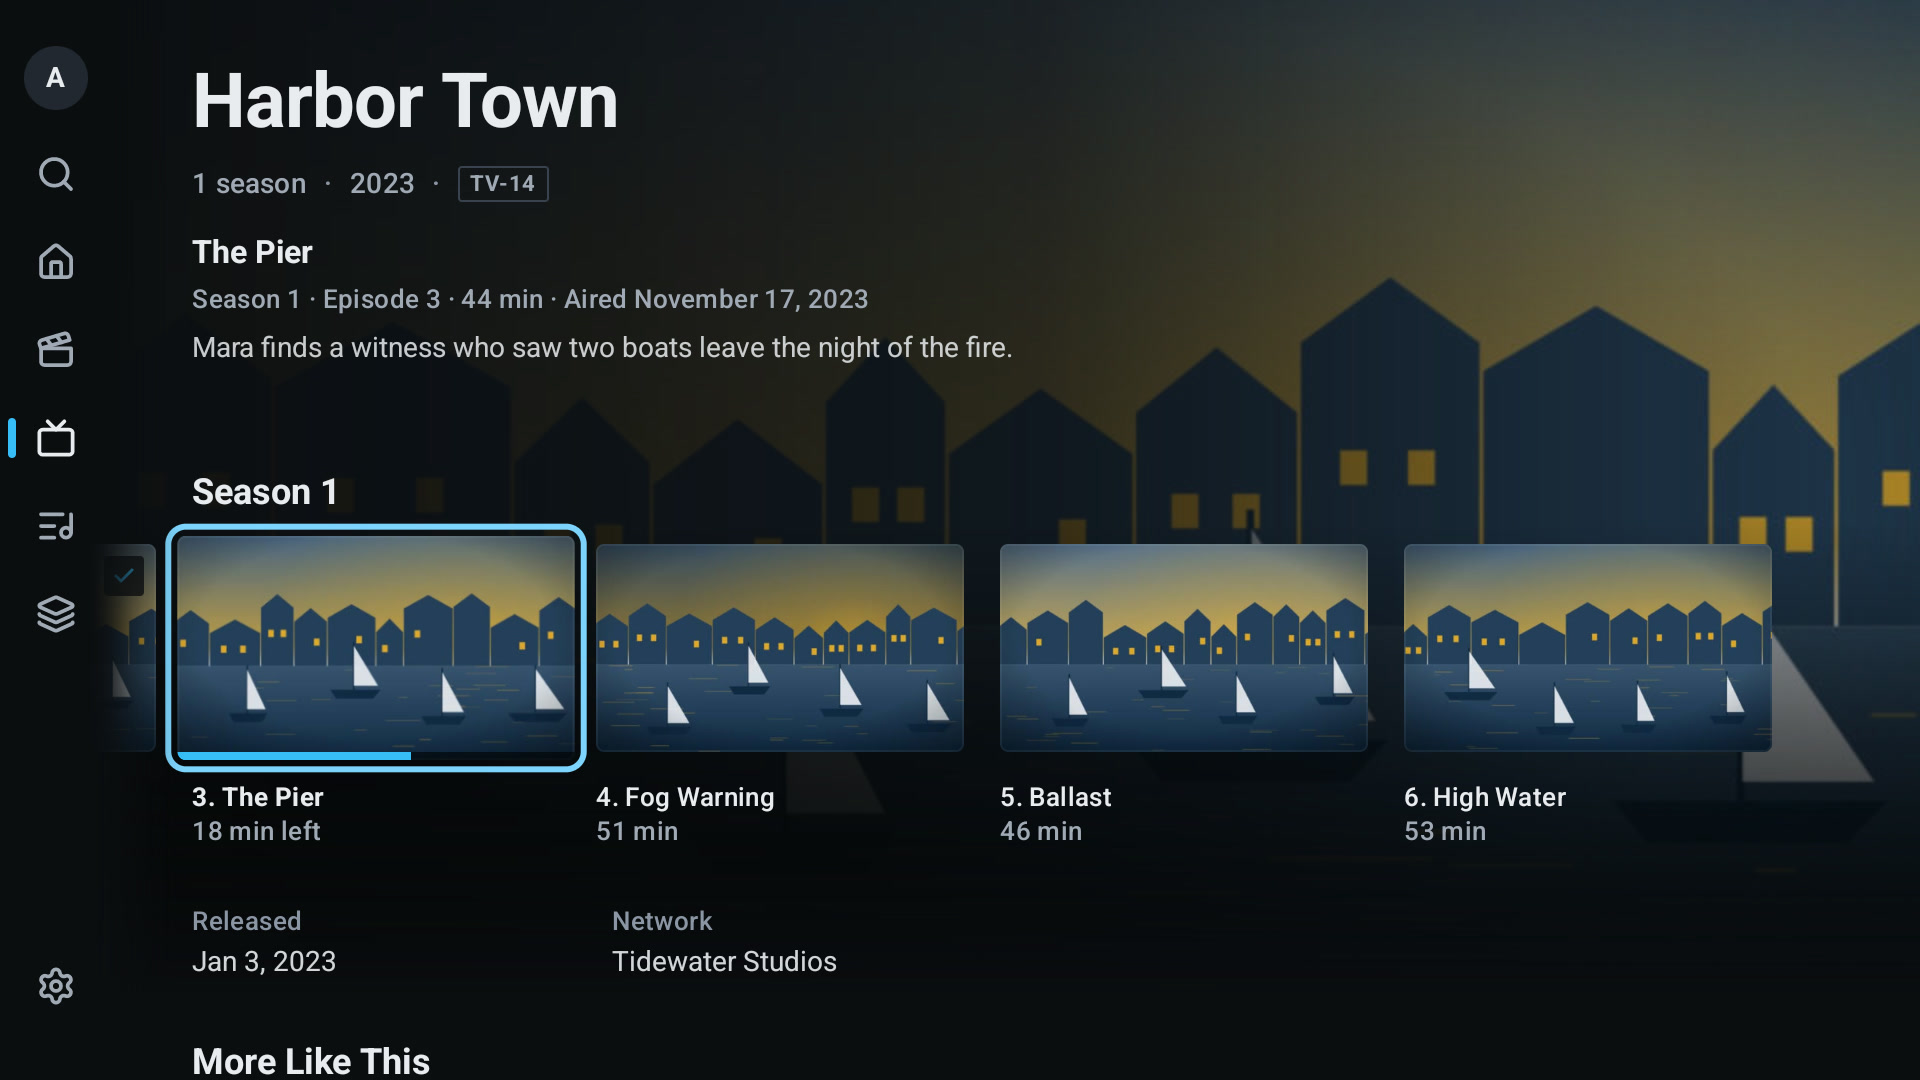 A
Harbor Town
1 season · 2023 · TV-14
The Pier
Season 1 · Episode 3 · 44 min · Aired November 17, 2023
Mara finds a witness who saw two boats leave the night of the fire.
Season 1
3. The Pier
18 min left
4. Fog Warning
51 min
5. Ballast
46 min
6. High Water
53 min
Released
Jan 3, 2023
Network
Tidewater Studios
More Like This